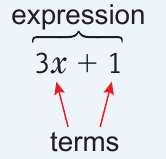 expression
3x + 1
terms